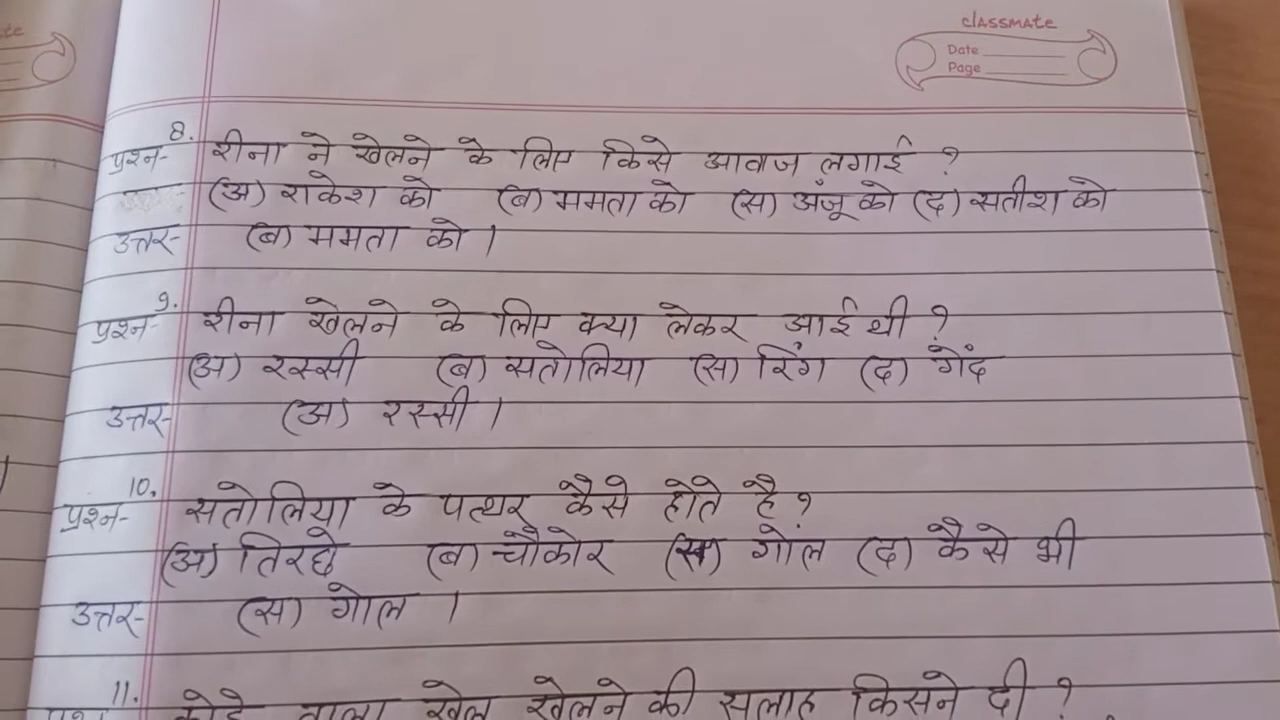 classmate
Date
Page
प्रश्न- 8. रीना ने खेलने के लिए किसे आवाज लगाई ?
(अ) राकेश को (ब) ममता को (स) अंजू को (द) सतीश को
उत्तर- (ब) ममता को ।
प्रश्न- 9. रीना खेलने के लिए क्या लेकर आई थी ?
(अ) रस्सी (ब) सतोलिया (स) रिंग (द) गेंद
उत्तर- (अ) रस्सी ।
प्रश्न- 10. सतोलिया के पत्थर कैसे होते है ?
(अ) तिरछे (ब) चौकोर (स) गोल (द) कैसे भी
उत्तर- (स) गोल ।
11. वाला खेल खेलने की सलाह किसने दी ?